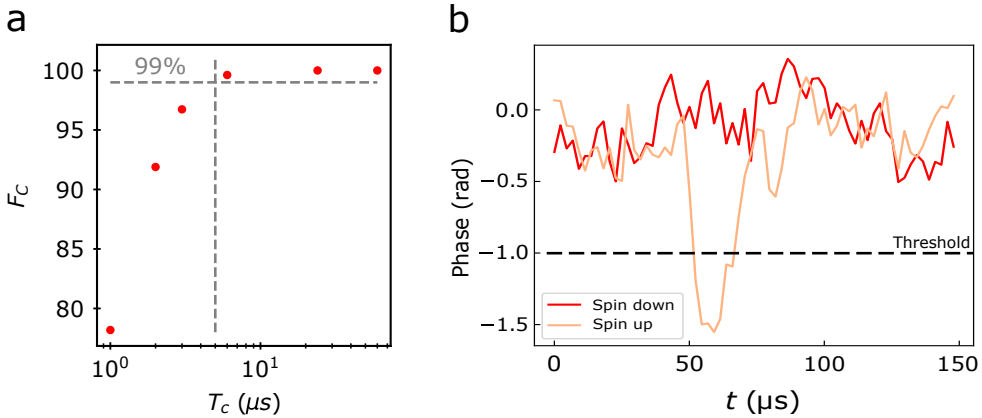 a
100
95
90
85
80
F_C
99%
10^0
10^1
T_c (μs)
b
0.0
−0.5
−1.0
−1.5
Phase (rad)
Threshold
Spin down
Spin up
0
50
100
150
t (μs)